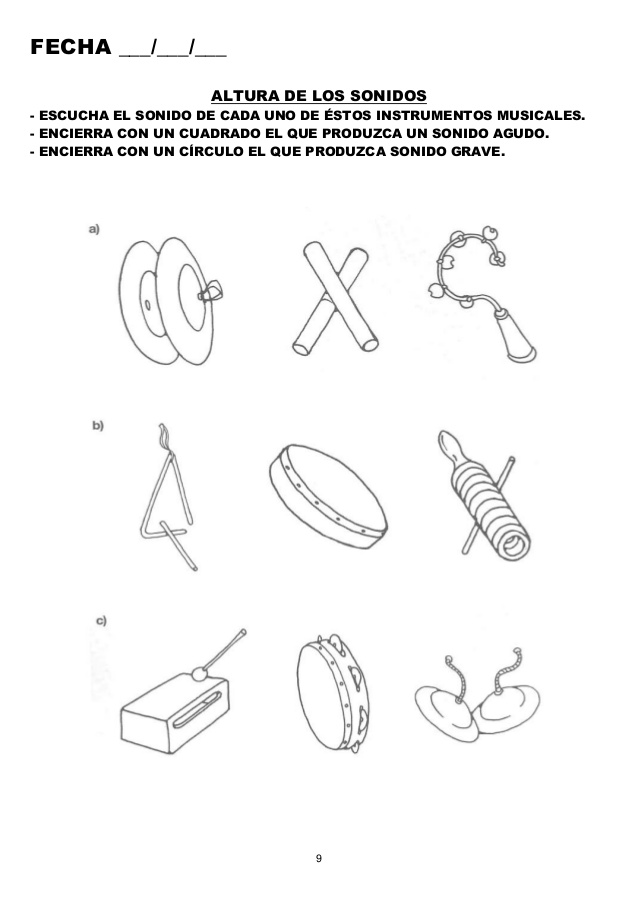 FECHA ___/___/___
ALTURA DE LOS SONIDOS
- ESCUCHA EL SONIDO DE CADA UNO DE ÉSTOS INSTRUMENTOS MUSICALES.
- ENCIERRA CON UN CUADRADO EL QUE PRODUZCA UN SONIDO AGUDO.
- ENCIERRA CON UN CÍRCULO EL QUE PRODUZCA SONIDO GRAVE.
a)
b)
c)
9